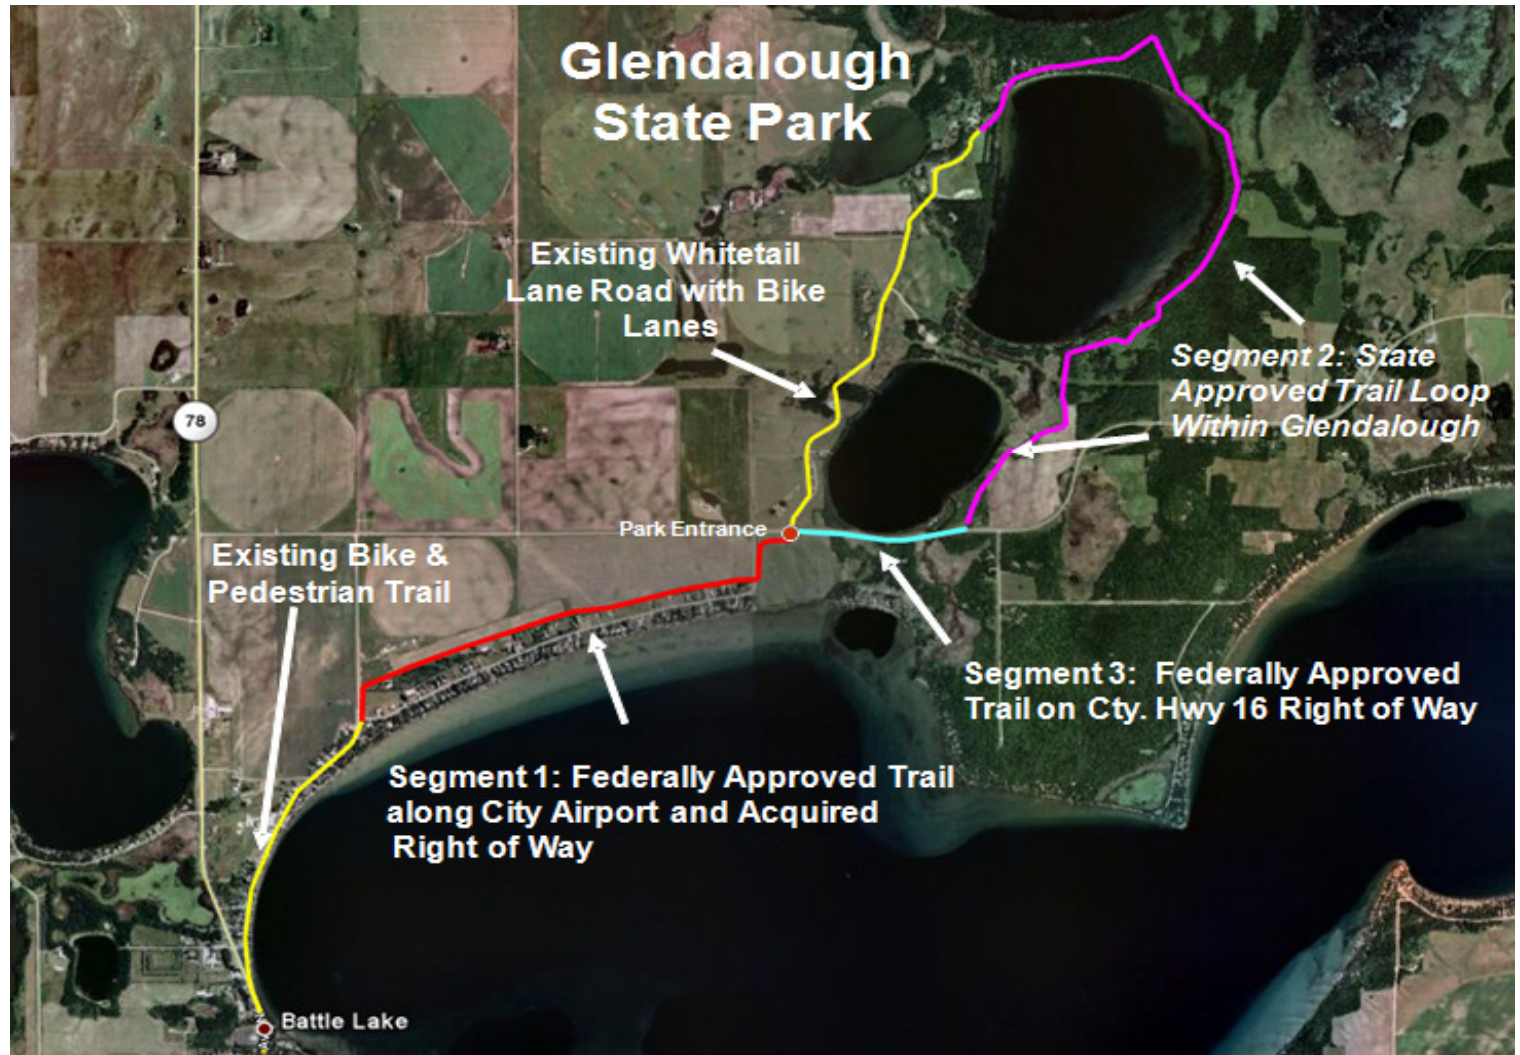 Glendalough
State Park
Existing Whitetail
Lane Road with Bike
Lanes
Segment 2: State
Approved Trail Loop
Within Glendalough
78
Park Entrance
Existing Bike &
Pedestrian Trail
Segment 3: Federally Approved
Trail on Cty. Hwy 16 Right of Way
Segment 1: Federally Approved Trail
along City Airport and Acquired
Right of Way
Battle Lake